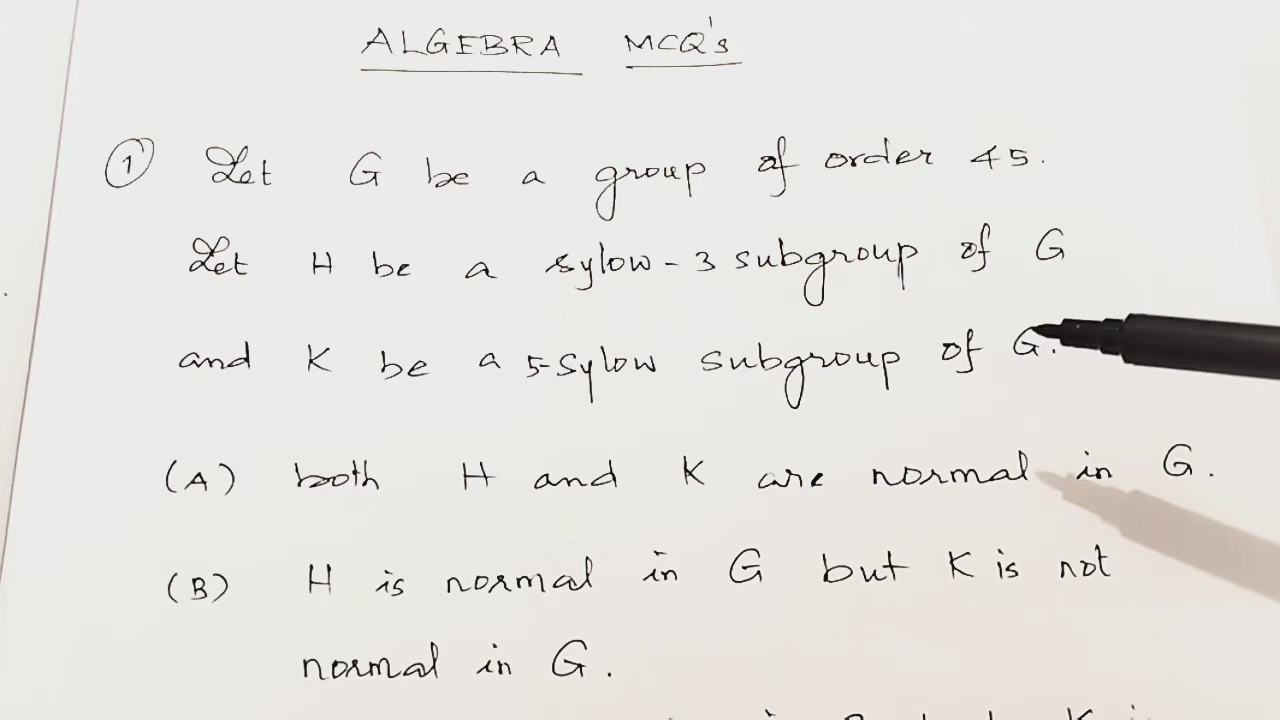 ALGEBRA MCQ's
① Let G be a group of order 45.
Let H be a sylow-3 subgroup of G
and K be a 5-Sylow subgroup of G.
(A) both H and K are normal in G.
(B) H is normal in G but K is not
normal in G.